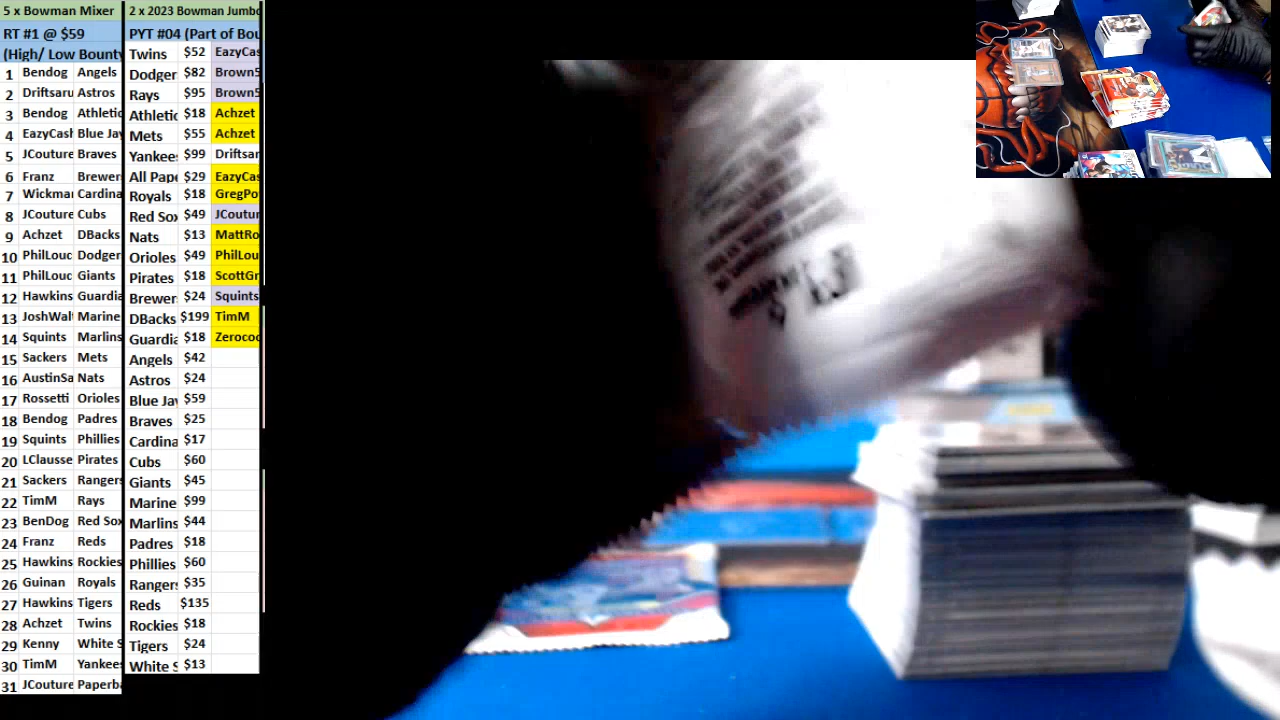 5 x Bowman Mixer
RT #1 @ $59
(High/ Low Bounty
1 Bendog Angels
2 Driftsaru Astros
3 Bendog Athletic
4 EazyCash Blue Jay
5 JCouture Braves
6 Franz Brewer
7 Wickman Cardina
8 JCouture Cubs
9 Achzet DBacks
10 PhilLouc Dodger
11 PhilLouc Giants
12 Hawkins Guardia
13 JoshWalt Marine
14 Squints Marlins
15 Sackers Mets
16 AustinSa Nats
17 Rossetti Orioles
18 Bendog Padres
19 Squints Phillies
20 LClausse Pirates
21 Sackers Rangers
22 TimM Rays
23 BenDog Red Sox
24 Franz Reds
25 Hawkins Rockies
26 Guinan Royals
27 Hawkins Tigers
28 Achzet Twins
29 Kenny White S
30 TimM Yankees
31 JCouture Paperba
2 x 2023 Bowman Jumbo
PYT #04 (Part of Bou
Twins $52 EazyCas
Dodger $82 Brown5
Rays $95 Brown5
Athletic $18 Achzet
Mets $55 Achzet
Yankees $99 Driftsar
All Pape $29 EazyCas
Royals $18 GregPo
Red Sox $49 JCoutur
Nats $13 MattRo
Orioles $49 PhilLou
Pirates $18 ScottGr
Brewer $24 Squints
DBacks $199 TimM
Guardia $18 Zerocoo
Angels $42
Astros $24
Blue Jay $59
Braves $25
Cardina $17
Cubs $60
Giants $45
Marine $99
Marlins $44
Padres $18
Phillies $60
Rangers $35
Reds $135
Rockies $18
Tigers $24
White S $13